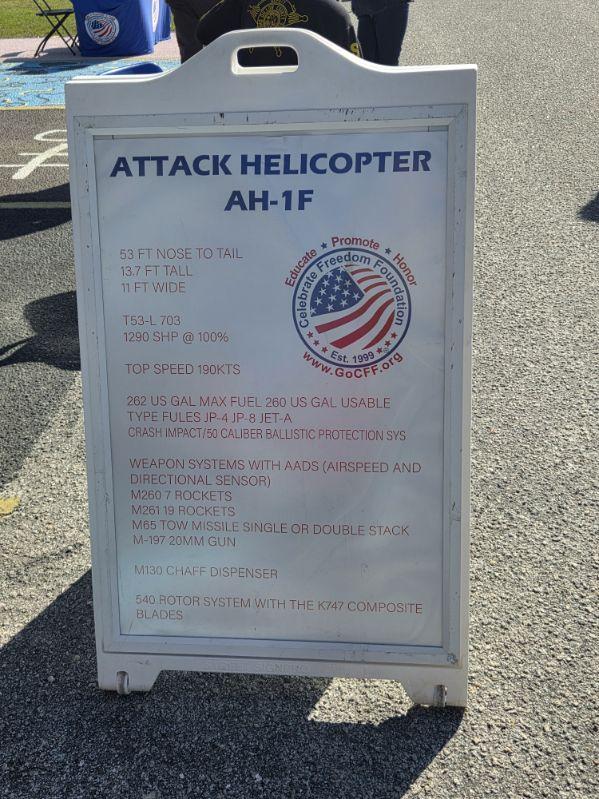 ATTACK HELICOPTER
AH-1F
53 FT NOSE TO TAIL
13.7 FT TALL
11 FT WIDE
Educate ★ Promote ★ Honor
Celebrate Freedom Foundation
Est. 1999
www.GoCFF.org
T53-L 703
1290 SHP @ 100%
TOP SPEED 190KTS
262 US GAL MAX FUEL 260 US GAL USABLE
TYPE FULES JP-4 JP-8 JET-A
CRASH IMPACT/50 CALIBER BALLISTIC PROTECTION SYS
WEAPON SYSTEMS WITH AADS (AIRSPEED AND
DIRECTIONAL SENSOR)
M260 7 ROCKETS
M261 19 ROCKETS
M65 TOW MISSILE SINGLE OR DOUBLE STACK
M-197 20MM GUN
M130 CHAFF DISPENSER
540 ROTOR SYSTEM WITH THE K747 COMPOSITE
BLADES